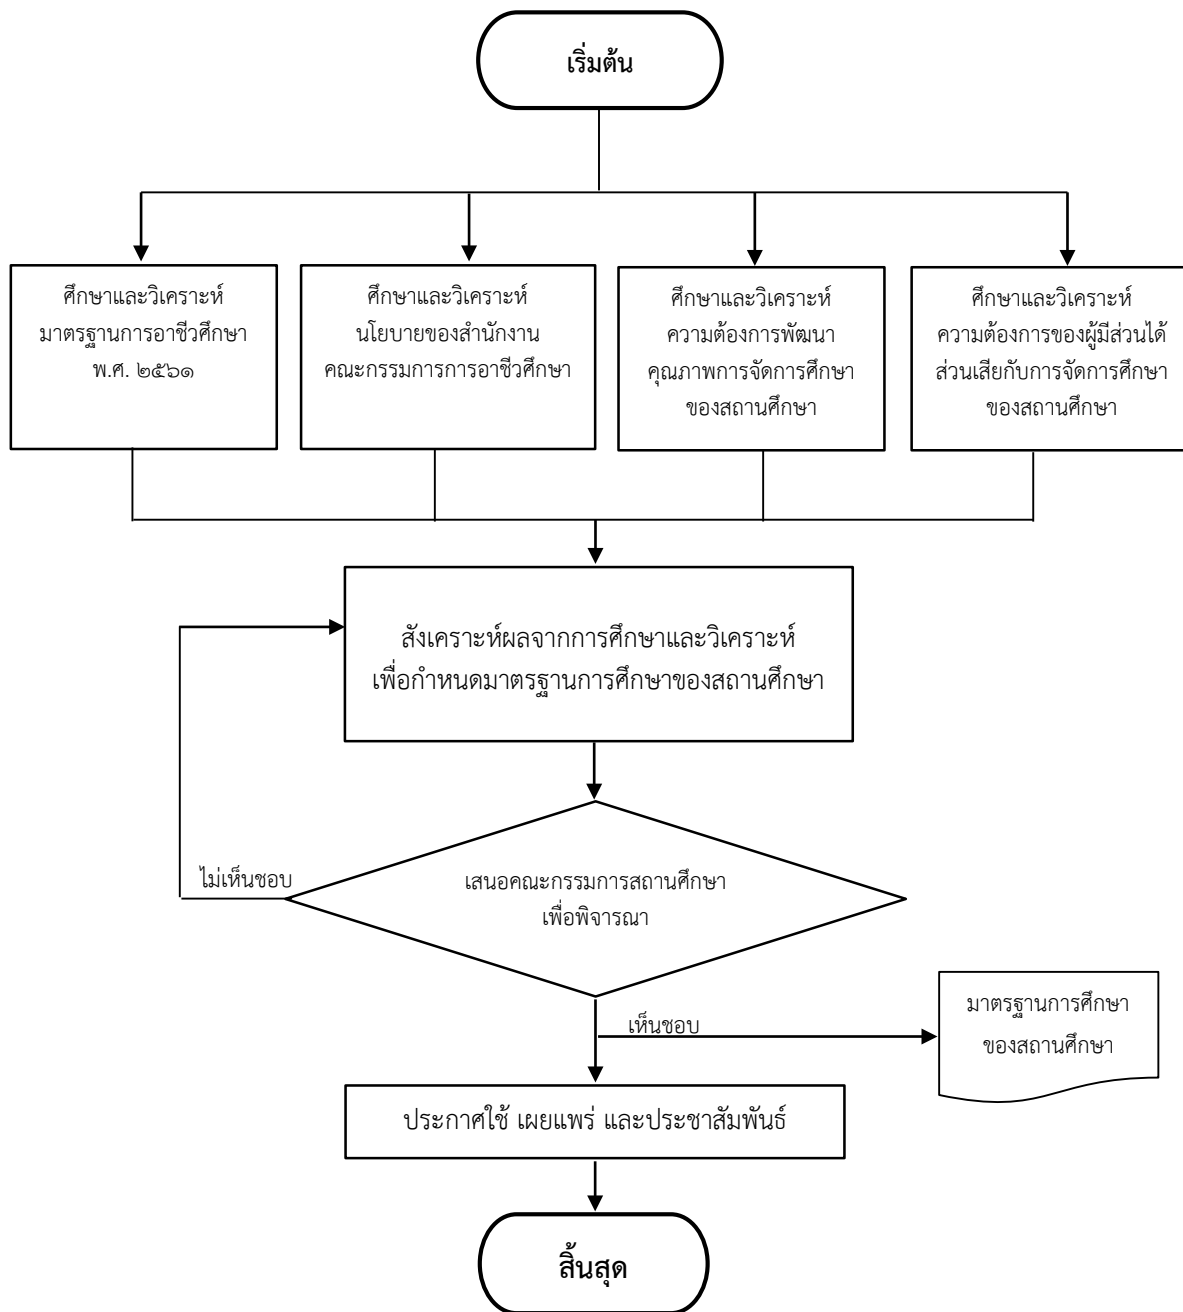 เริ่มต้น
ศึกษาและวิเคราะห์
มาตรฐานการอาชีวศึกษา
พ.ศ. ๒๕๖๑
ศึกษาและวิเคราะห์
นโยบายของสำนักงาน
คณะกรรมการการอาชีวศึกษา
ศึกษาและวิเคราะห์
ความต้องการพัฒนา
คุณภาพการจัดการศึกษา
ของสถานศึกษา
ศึกษาและวิเคราะห์
ความต้องการของผู้มีส่วนได้
ส่วนเสียกับการจัดการศึกษา
ของสถานศึกษา
สังเคราะห์ผลจากการศึกษาและวิเคราะห์
เพื่อกำหนดมาตรฐานการศึกษาของสถานศึกษา
ไม่เห็นชอบ
เสนอคณะกรรมการสถานศึกษา
เพื่อพิจารณา
เห็นชอบ
มาตรฐานการศึกษา
ของสถานศึกษา
ประกาศใช้ เผยแพร่ และประชาสัมพันธ์
สิ้นสุด